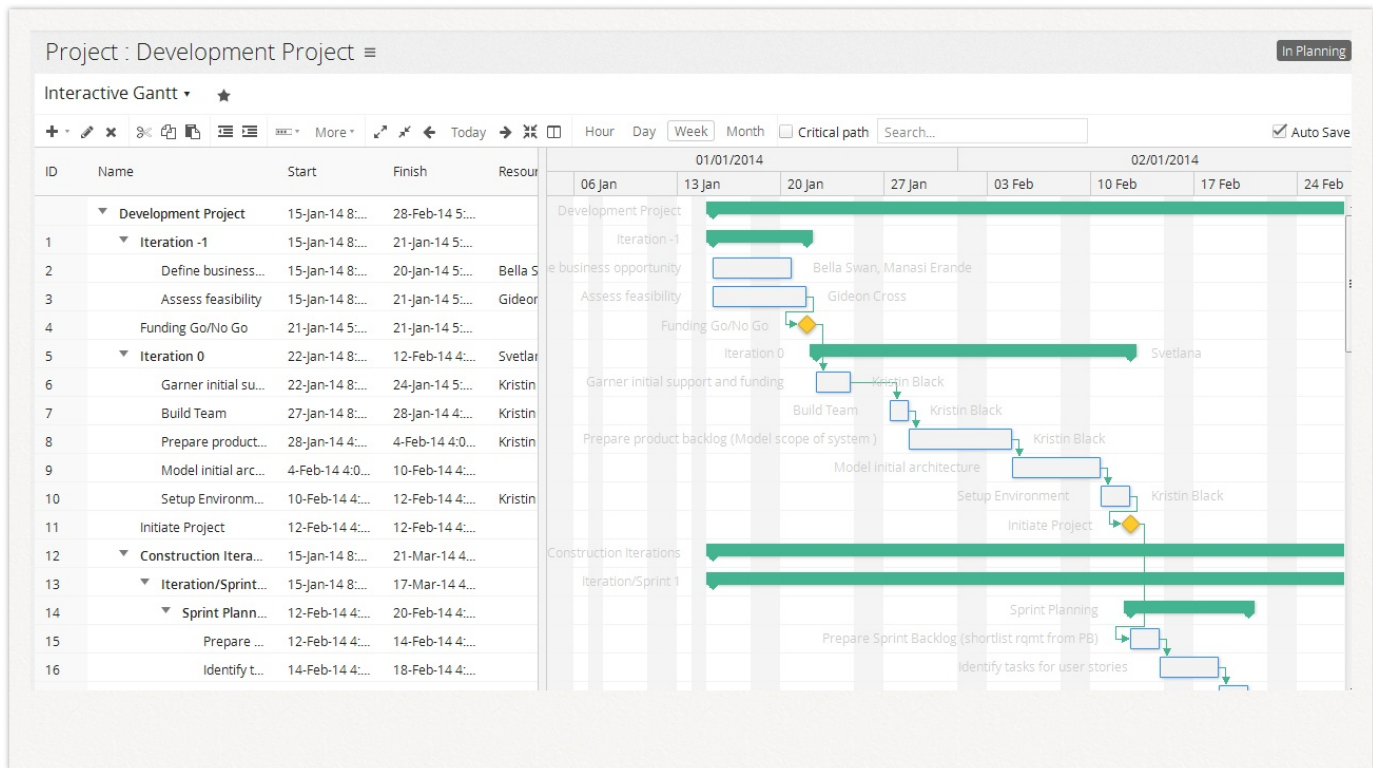 Project : Development Project
In Planning
Interactive Gantt
More Today Hour Day Week Month Critical path Search... Auto Save
ID Name Start Finish Resour
01/01/2014 02/01/2014
06 Jan 13 Jan 20 Jan 27 Jan 03 Feb 10 Feb 17 Feb 24 Feb
Development Project 15-Jan-14 8:... 28-Feb-14 5:... Development Project
1 Iteration -1 15-Jan-14 8:... 21-Jan-14 5:... Iteration -1
2 Define business... 15-Jan-14 8:... 20-Jan-14 5:... Bella S e business opportunity Bella Swan, Manasi Erande
3 Assess feasibility 15-Jan-14 8:... 21-Jan-14 5:... Gideor Assess feasibility Gideon Cross
4 Funding Go/No Go 21-Jan-14 5:... 21-Jan-14 5:... Funding Go/No Go
5 Iteration 0 22-Jan-14 8:... 12-Feb-14 4:... Svetlar Iteration 0 Svetlana
6 Garner initial su... 22-Jan-14 8:... 24-Jan-14 5:... Kristin Garner initial support and funding Kristin Black
7 Build Team 27-Jan-14 8:... 28-Jan-14 4:... Kristin Build Team Kristin Black
8 Prepare product... 28-Jan-14 4:... 4-Feb-14 4:0... Kristin Prepare product backlog (Model scope of system ) Kristin Black
9 Model initial arc... 4-Feb-14 4:0... 10-Feb-14 4:... Model initial architecture
10 Setup Environm... 10-Feb-14 4:... 12-Feb-14 4:... Kristin Setup Environment Kristin Black
11 Initiate Project 12-Feb-14 4:... 12-Feb-14 4:... Initiate Project
12 Construction Itera... 15-Jan-14 8:... 21-Mar-14 4... Construction Iterations
13 Iteration/Sprint... 15-Jan-14 8:... 17-Mar-14 4... Iteration/Sprint 1
14 Sprint Plann... 12-Feb-14 4:... 20-Feb-14 4:... Sprint Planning
15 Prepare ... 12-Feb-14 4:... 14-Feb-14 4:... Prepare Sprint Backlog (shortlist rqmt from PB)
16 Identify t... 14-Feb-14 4:... 18-Feb-14 4:... Identify tasks for user stories